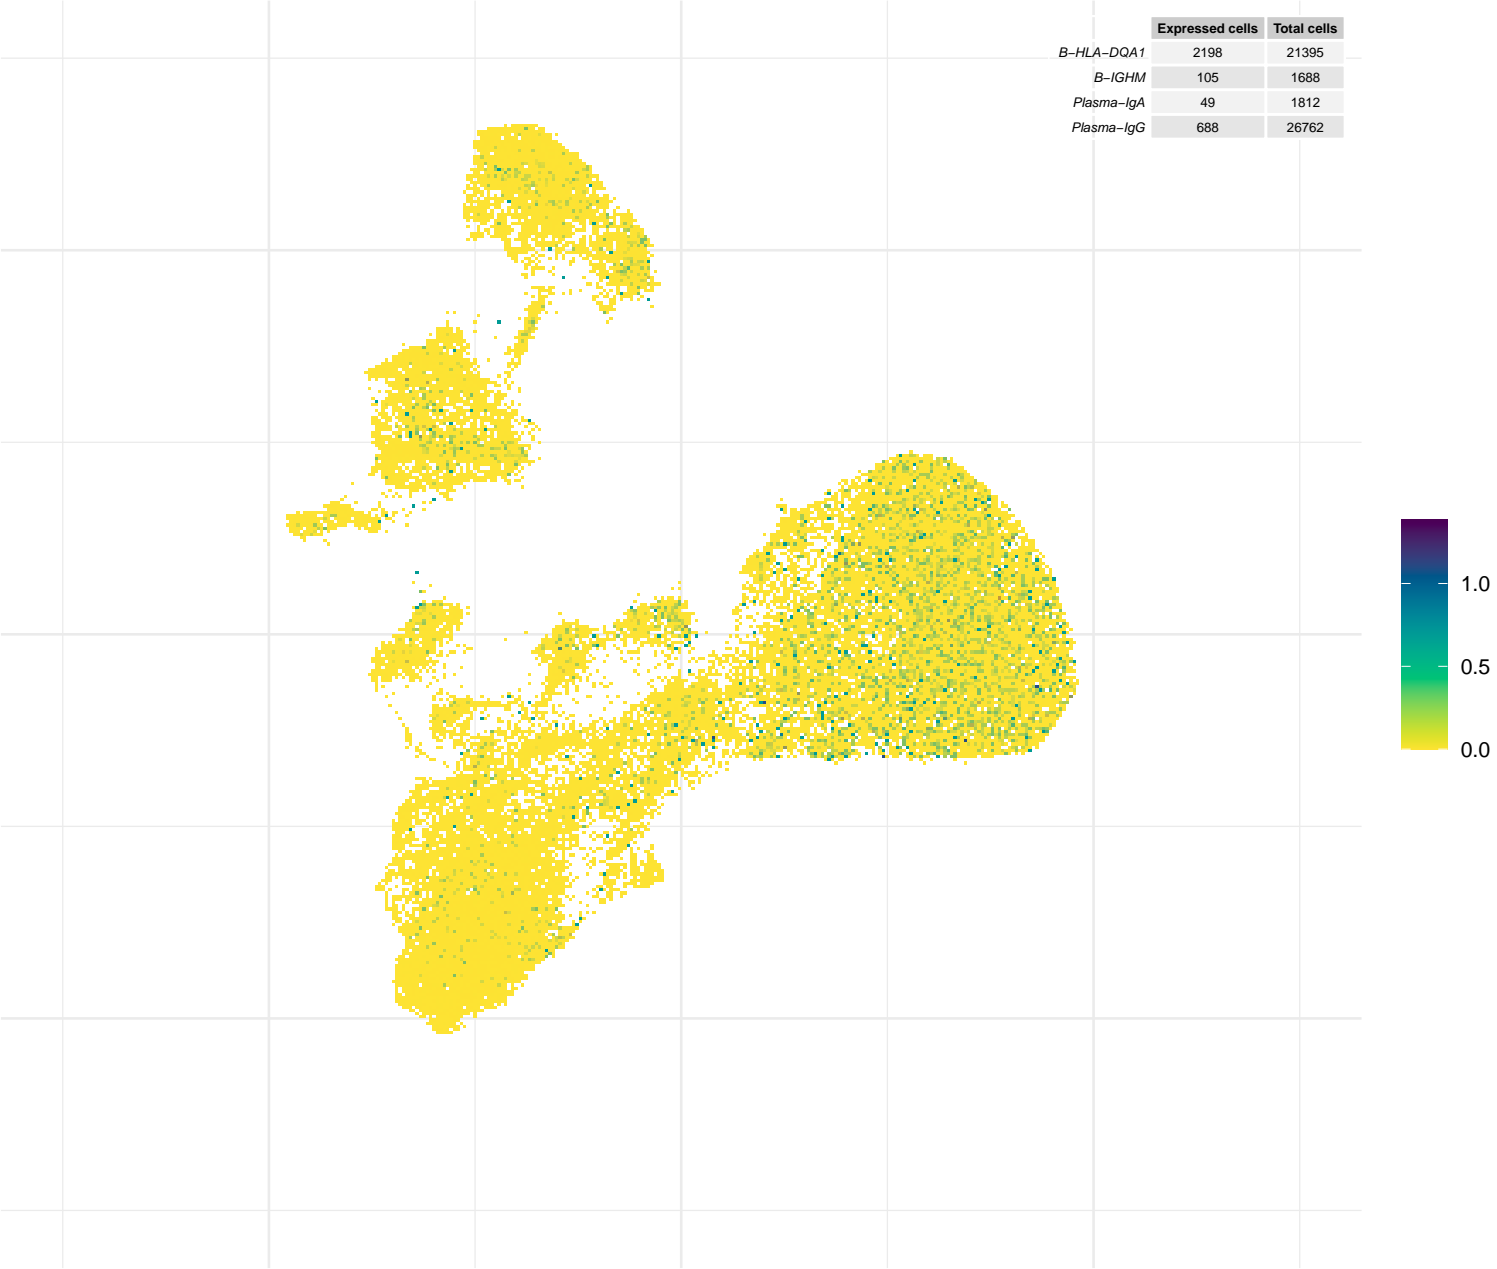 Expressed cells Total cells
B−HLA−DQA1 2198 21395
B−IGHM 105 1688
Plasma−IgA 49 1812
Plasma−IgG 688 26762
1.0
0.5
0.0